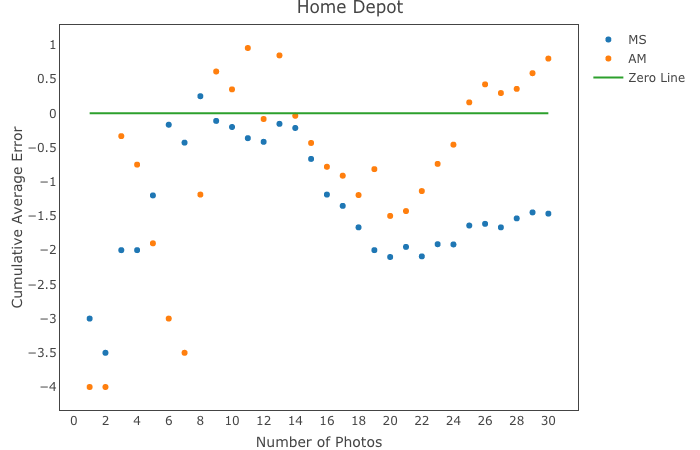 Home Depot
MS
AM
Zero Line
1
0.5
0
−0.5
−1
−1.5
−2
−2.5
−3
−3.5
−4
Cumulative Average Error
0 2 4 6 8 10 12 14 16 18 20 22 24 26 28 30
Number of Photos